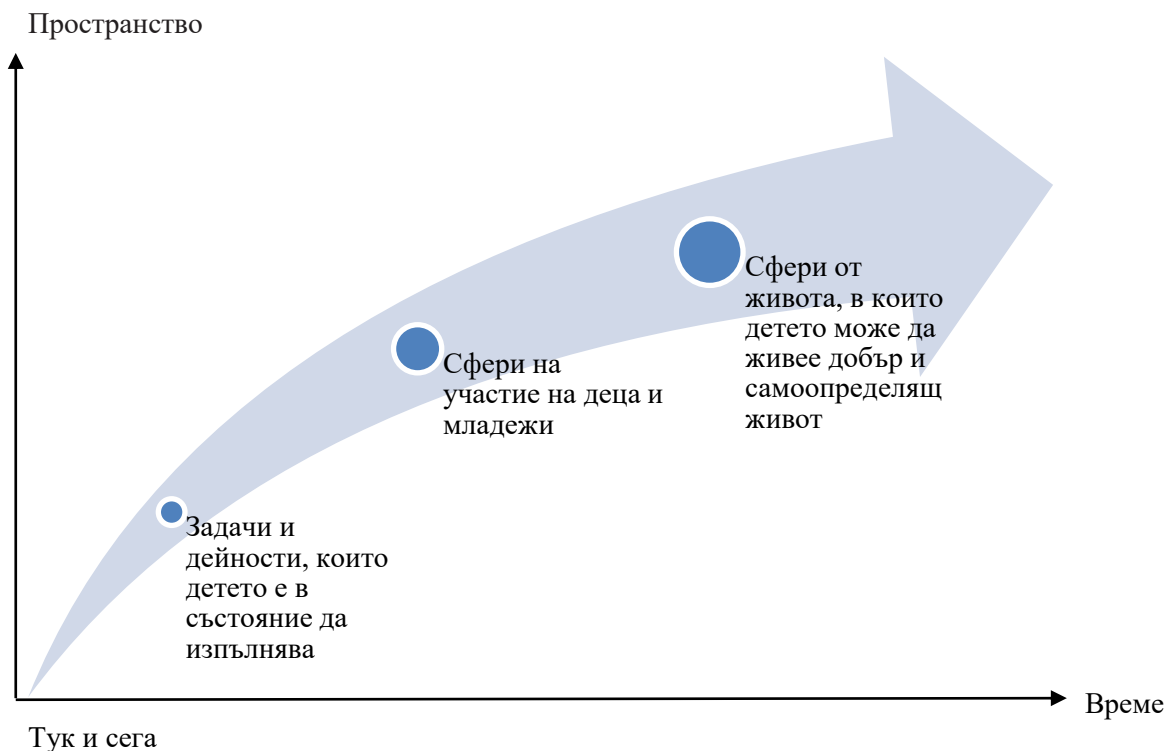 Пространство
Сфери от
живота, в които
детето може да
живее добър и
самоопределящ
живот
Сфери на
участие на деца и
младежи
Задачи и
дейности, които
детето е в
състояние да
изпълнява
Време
Тук и сега